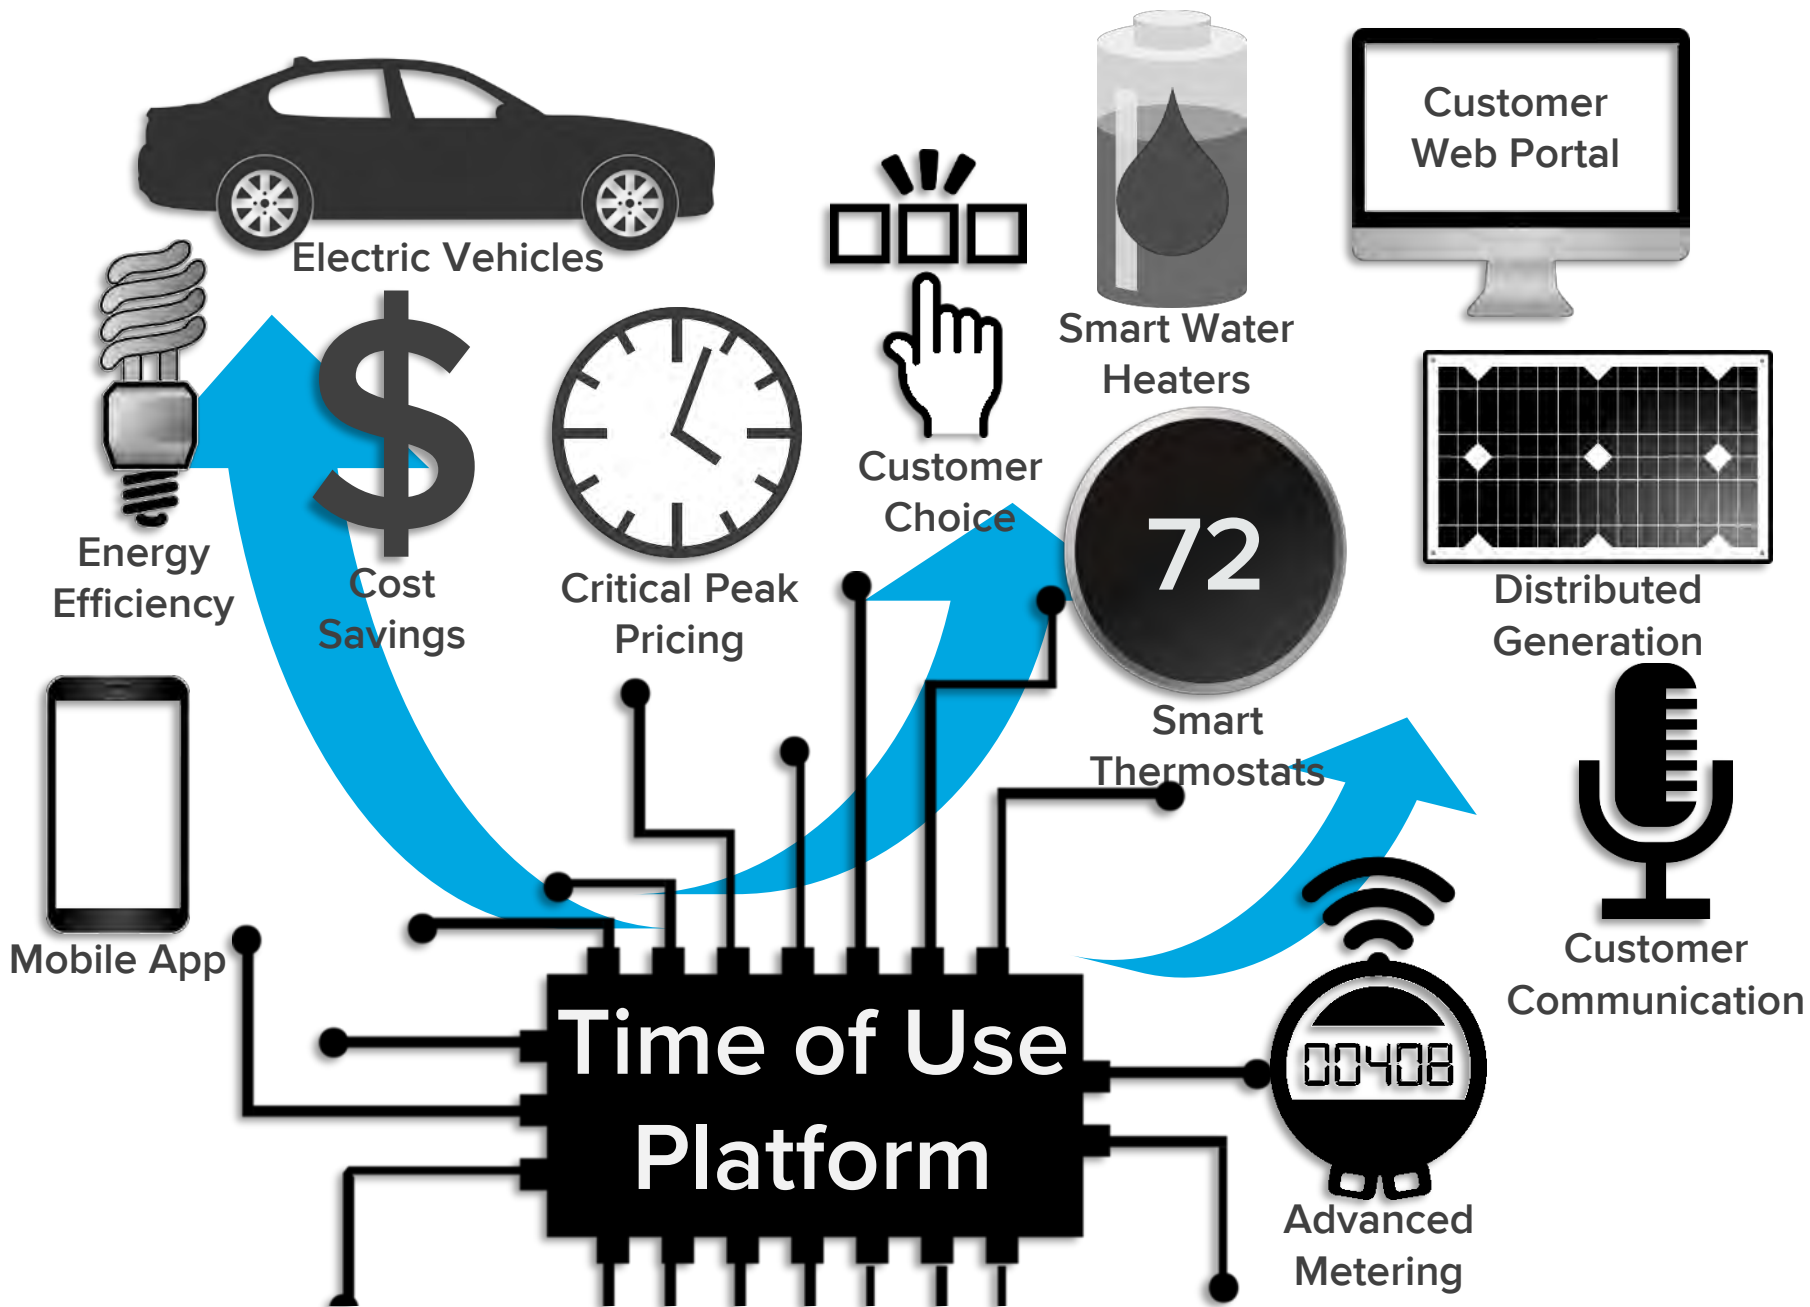 Customer
Web Portal
Electric Vehicles
Smart Water
Heaters
Customer
Choice
72
Energy
Efficiency
Cost
Savings
Critical Peak
Pricing
Distributed
Generation
Smart
Thermostats
Mobile App
Customer
Communication
Time of Use
Platform
00408
Advanced
Metering